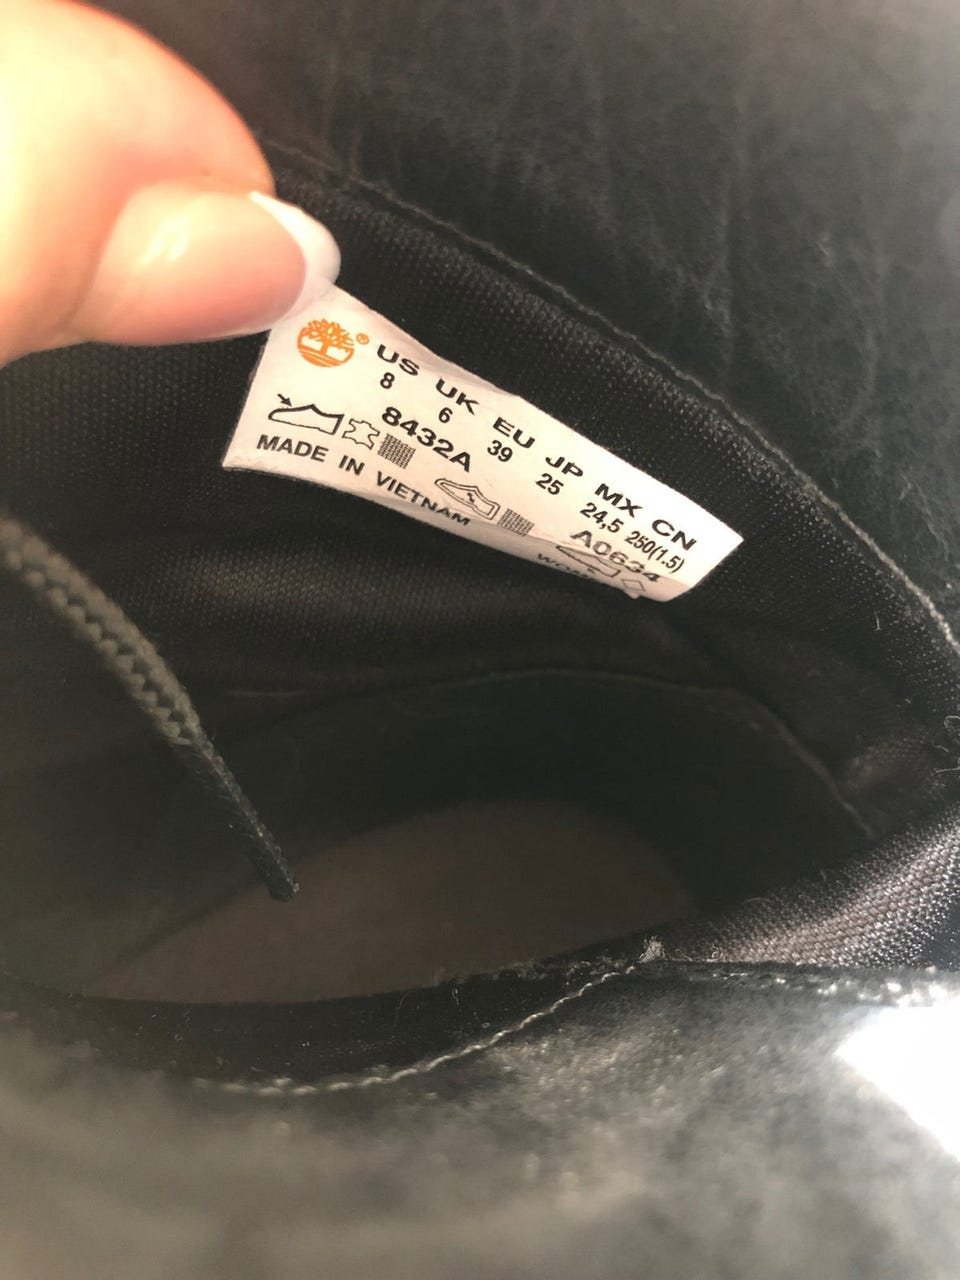 ® US UK EU JP MX CN
8 6 39 25 24,5 250(1.5)
8432A A0634
MADE IN VIETNAM